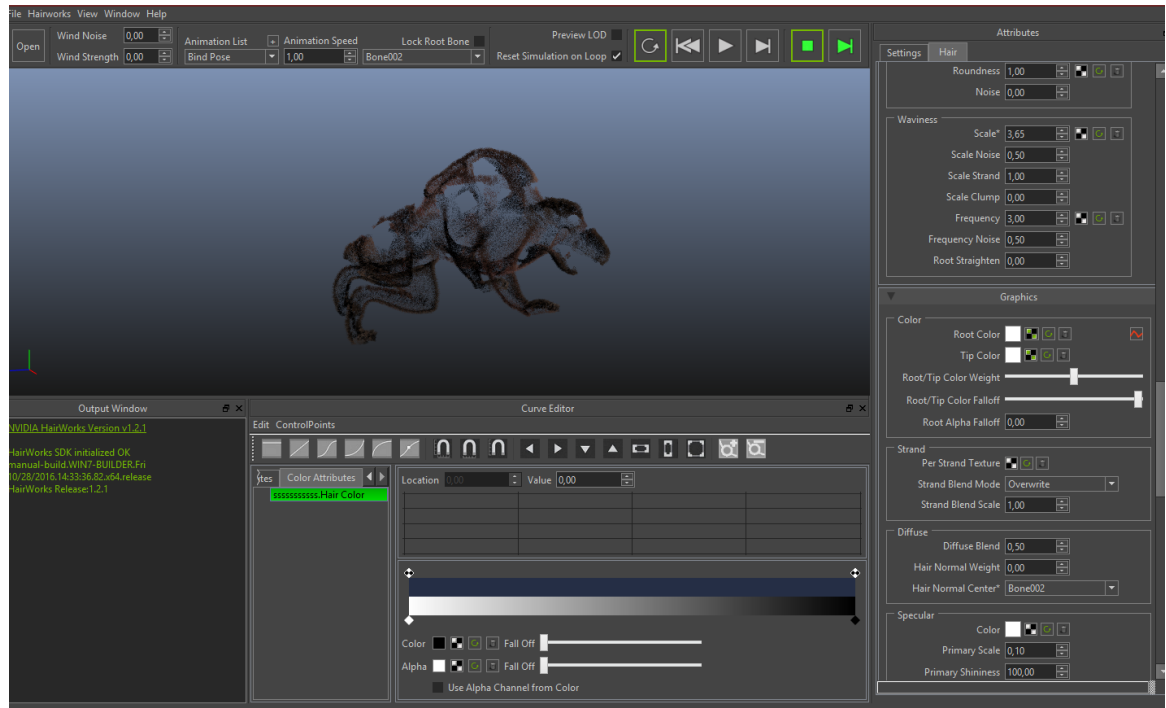 File Hairworks View Window Help
Open
Wind Noise 0,00
Wind Strength 0,00
Animation List
Bind Pose
+ Animation Speed
1,00
Lock Root Bone
Bone002
Preview LOD
Reset Simulation on Loop
Attributes
Settings Hair
Roundness 1,00
Noise 0,00
Waviness
Scale* 3,65
Scale Noise 0,50
Scale Strand 1,00
Scale Clump 0,00
Frequency 3,00
Frequency Noise 0,50
Root Straighten 0,00
Graphics
Color
Root Color
Tip Color
Root/Tip Color Weight
Root/Tip Color Falloff
Root Alpha Falloff 0,00
Strand
Per Strand Texture
Strand Blend Mode Overwrite
Strand Blend Scale 1,00
Diffuse
Diffuse Blend 0,50
Hair Normal Weight 0,00
Hair Normal Center* Bone002
Specular
Color
Primary Scale 0,10
Primary Shininess 100,00
Output Window
NVIDIA HairWorks Version v1.2.1
HairWorks SDK initialized OK
manual-build.WIN7-BUILDER.Fri
10/28/2016.14:33:36.82.x64.release
HairWorks Release:1.2.1
Curve Editor
Edit ControlPoints
Color Attributes
sssssssssss.Hair Color
Location 0,00 Value 0,00
Color T Fall Off
Alpha T Fall Off
Use Alpha Channel from Color